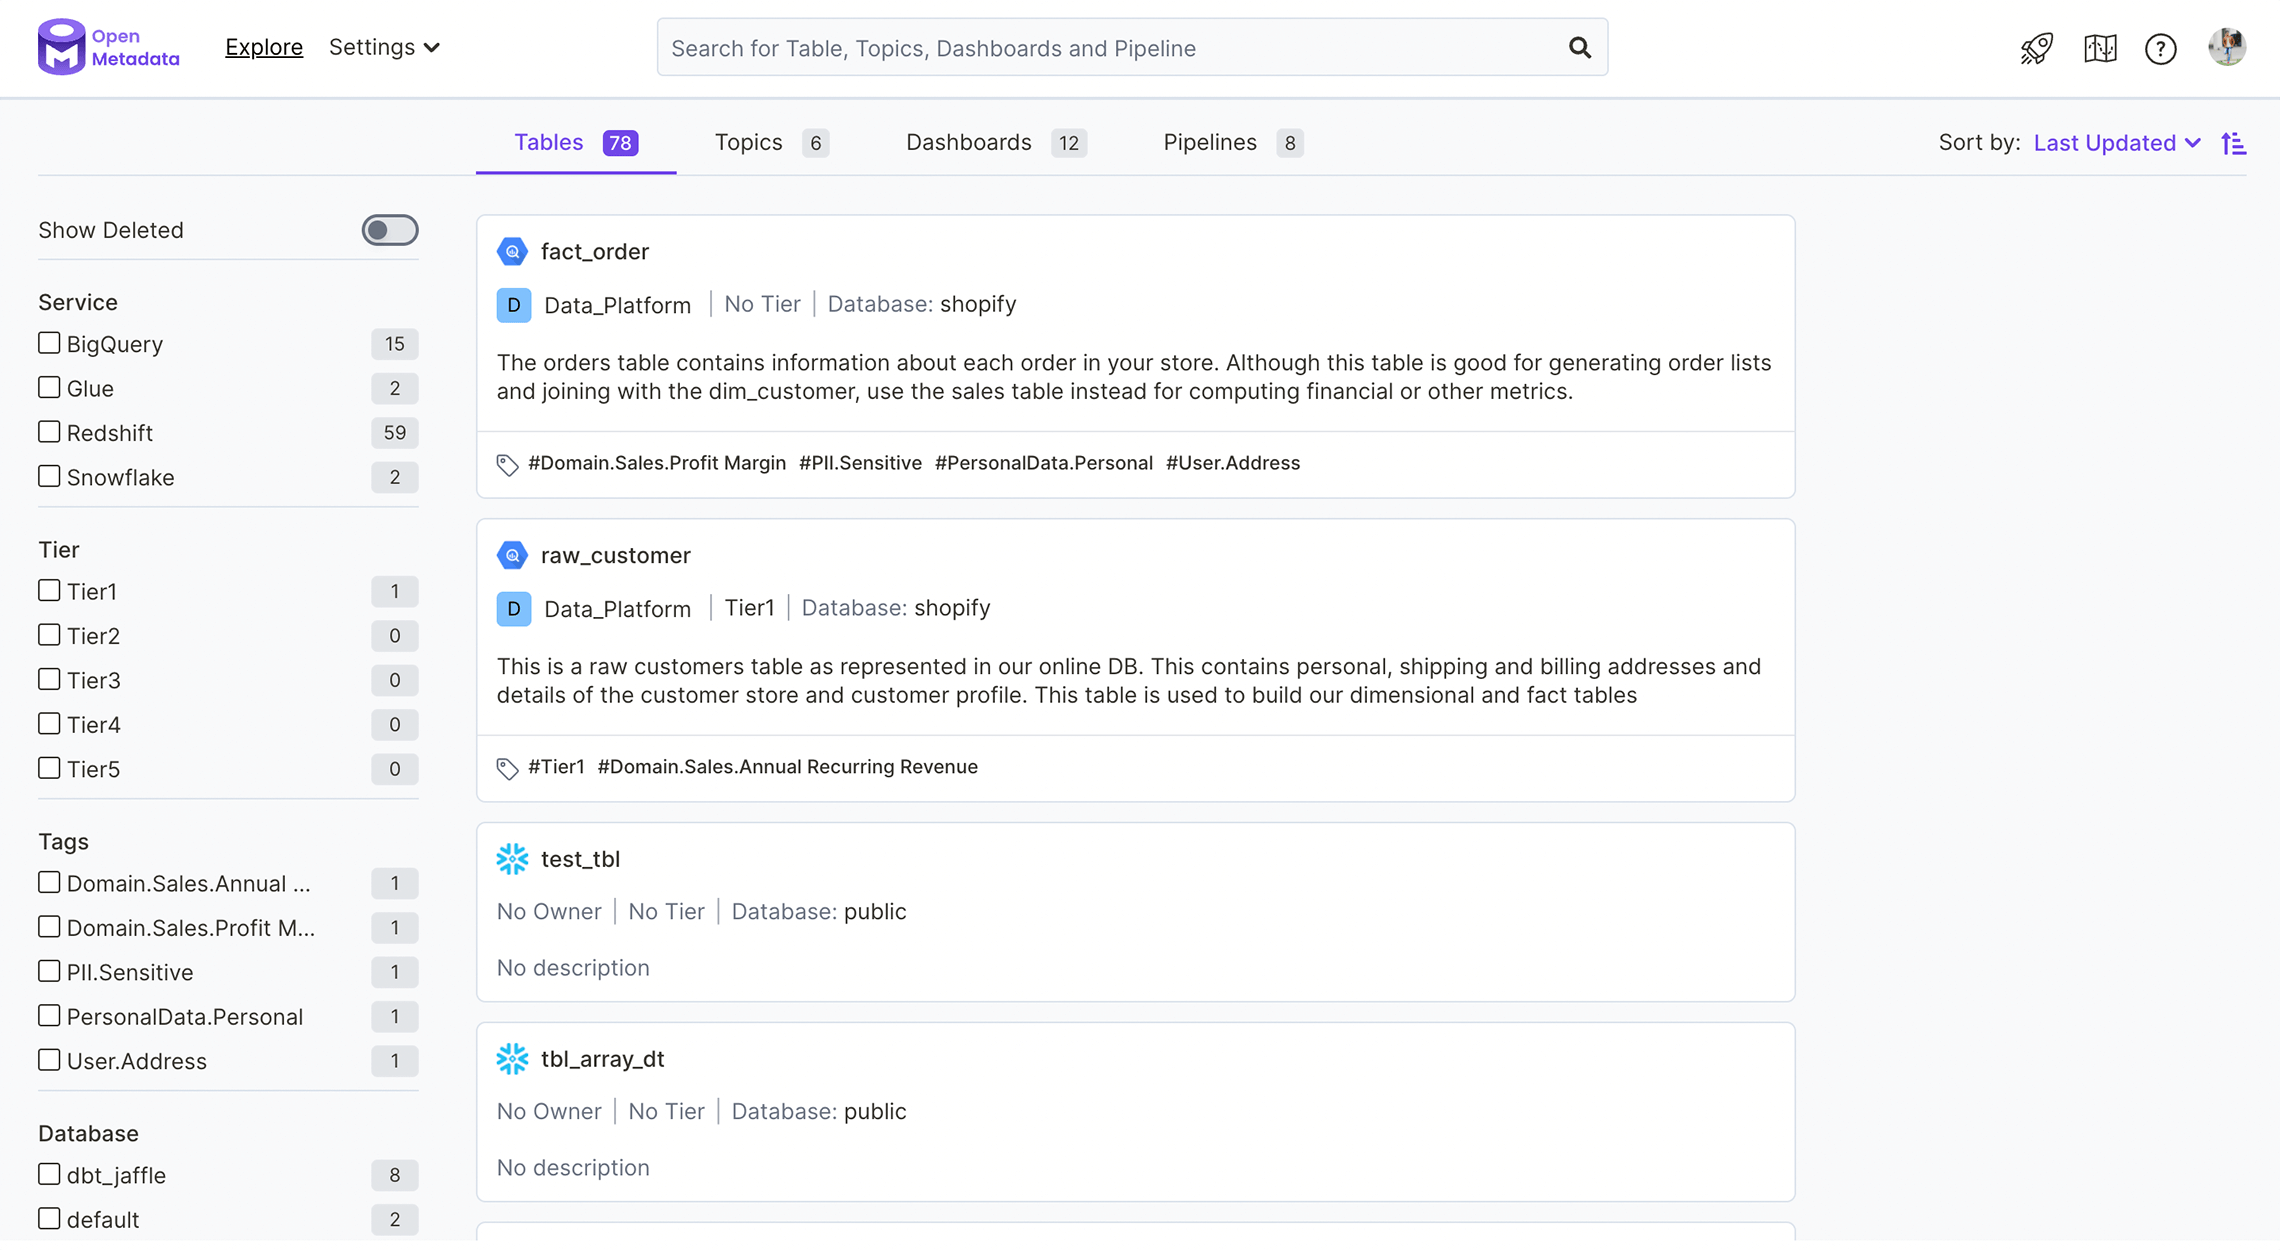 Open
Metadata
Explore
Settings
Search for Table, Topics, Dashboards and Pipeline
?
Tables 78
Topics 6
Dashboards 12
Pipelines 8
Sort by: Last Updated
Show Deleted
Service
BigQuery 15
Glue 2
Redshift 59
Snowflake 2
Tier
Tier1 1
Tier2 0
Tier3 0
Tier4 0
Tier5 0
Tags
Domain.Sales.Annual ... 1
Domain.Sales.Profit M... 1
PII.Sensitive 1
PersonalData.Personal 1
User.Address 1
Database
dbt_jaffle 8
default 2
fact_order
D Data_Platform | No Tier | Database: shopify
The orders table contains information about each order in your store. Although this table is good for generating order lists
and joining with the dim_customer, use the sales table instead for computing financial or other metrics.
#Domain.Sales.Profit Margin #PII.Sensitive #PersonalData.Personal #User.Address
raw_customer
D Data_Platform | Tier1 | Database: shopify
This is a raw customers table as represented in our online DB. This contains personal, shipping and billing addresses and
details of the customer store and customer profile. This table is used to build our dimensional and fact tables
#Tier1 #Domain.Sales.Annual Recurring Revenue
test_tbl
No Owner | No Tier | Database: public
No description
tbl_array_dt
No Owner | No Tier | Database: public
No description